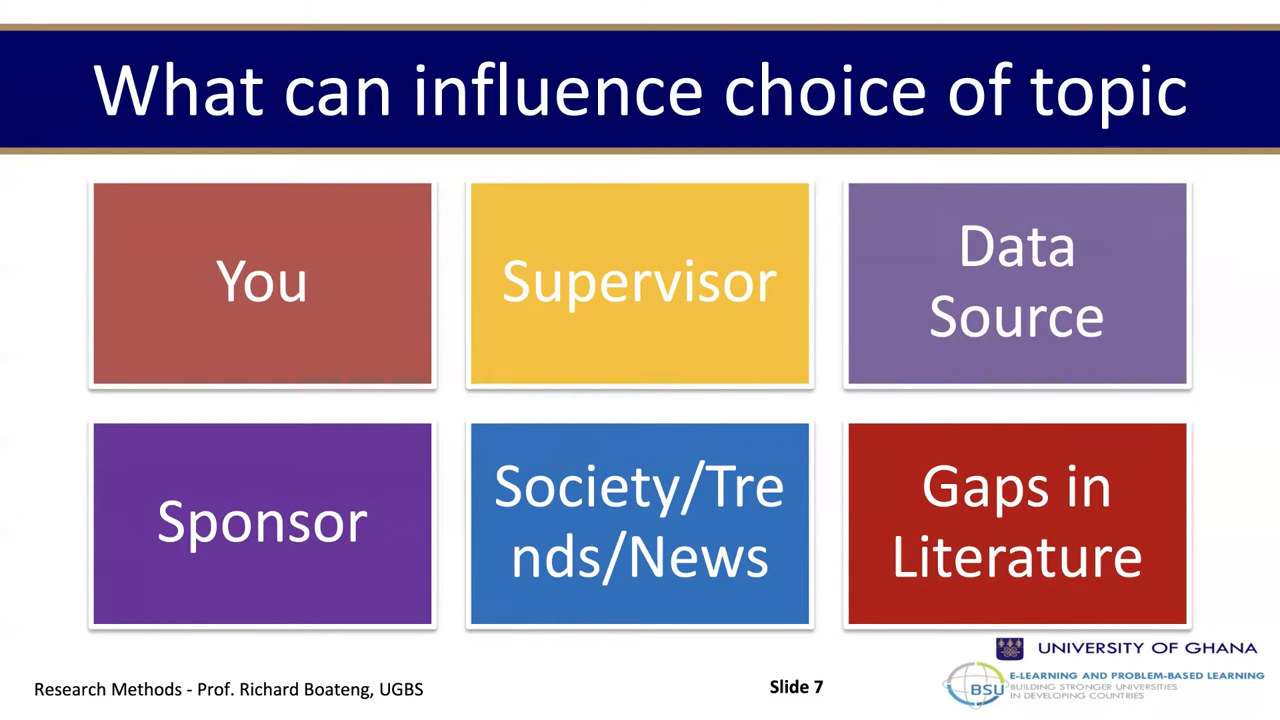 What can influence choice of topic
You
Supervisor
Data
Source
Sponsor
Society/Tre
nds/News
Gaps in
Literature
UNIVERSITY OF GHANA
BSU
E-LEARNING AND PROBLEM-BASED LEARNING
BUILDING STRONGER UNIVERSITIES
IN DEVELOPING COUNTRIES
Research Methods - Prof. Richard Boateng, UGBS
Slide 7